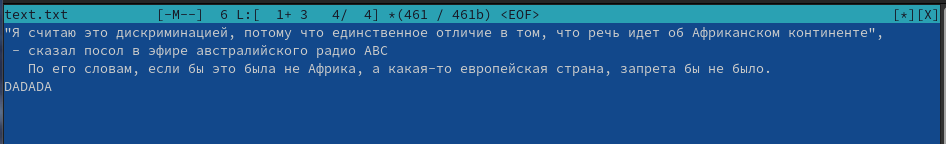 text.txt [-M--] 6 L:[ 1+ 3 4/ 4] *(461 / 461b) <EOF> [*][X]
"Я считаю это дискриминацией, потому что единственное отличие в том, что речь идет об Африканском континенте",
- сказал посол в эфире австралийского радио ABC
По его словам, если бы это была не Африка, а какая-то европейская страна, запрета бы не было.
DADADA